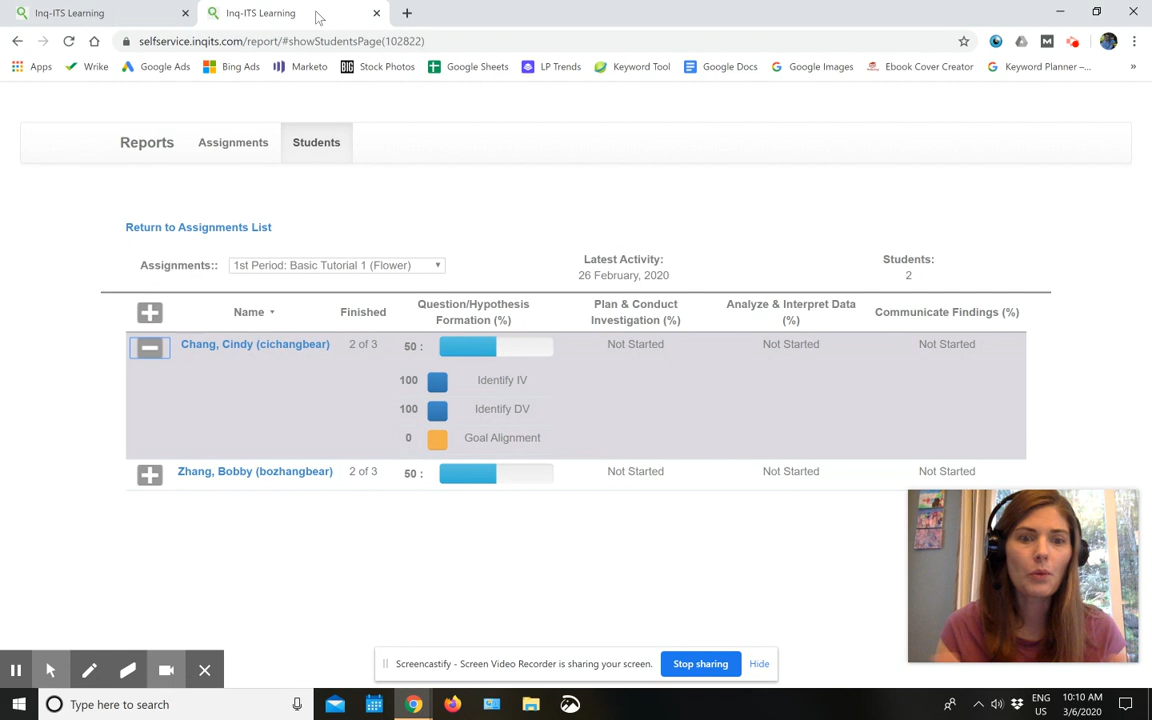 Inq-ITS Learning
Inq-ITS Learning
selfservice.inqits.com/report/#showStudentsPage(102822)
Apps Wrike Google Ads Bing Ads Marketo BIG Stock Photos Google Sheets LP Trends Keyword Tool Google Docs Google Images Ebook Cover Creator Keyword Planner –...
Reports Assignments Students
Return to Assignments List
Assignments:: 1st Period: Basic Tutorial 1 (Flower)
Latest Activity:
26 February, 2020
Students:
2
Name Finished Question/Hypothesis Formation (%) Plan & Conduct Investigation (%) Analyze & Interpret Data (%) Communicate Findings (%)
Chang, Cindy (cichangbear) 2 of 3 50 : Not Started Not Started Not Started
100 Identify IV
100 Identify DV
0 Goal Alignment
Zhang, Bobby (bozhangbear) 2 of 3 50 : Not Started Not Started Not Started
Screencastify - Screen Video Recorder is sharing your screen. Stop sharing Hide
Type here to search
ENG
US
10:10 AM
3/6/2020